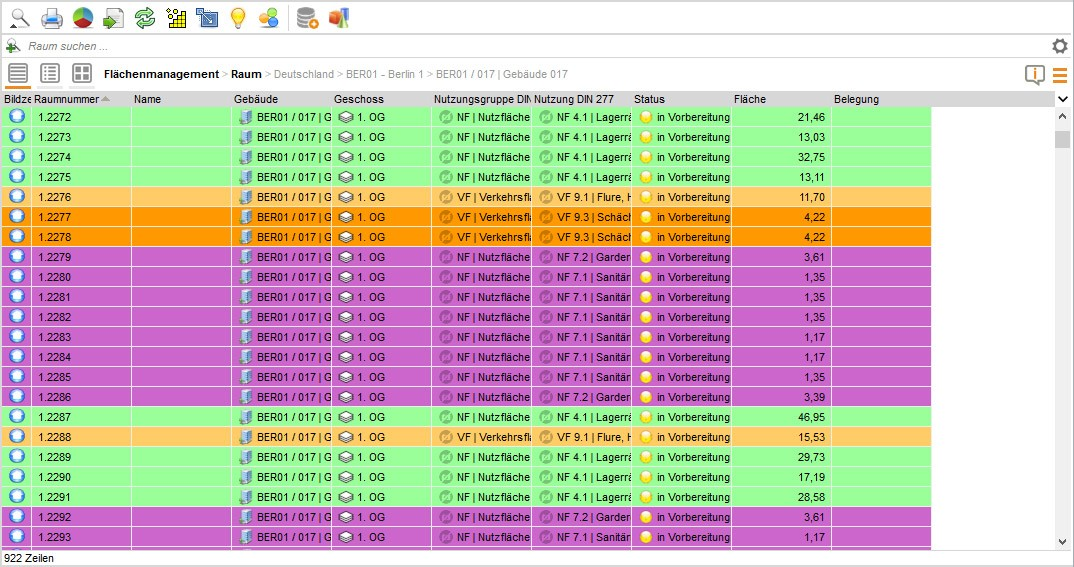 Raum suchen ...
Flächenmanagement > Raum > Deutschland > BER01 - Berlin 1 > BER01 / 017 | Gebäude 017
Bildze Raumnummer Name Gebäude Geschoss Nutzungsgruppe DIN Nutzung DIN 277 Status Fläche Belegung
1.2272 BER01 / 017 | G 1. OG NF | Nutzfläche NF 4.1 | Lagerrä in Vorbereitung 21,46
1.2273 BER01 / 017 | G 1. OG NF | Nutzfläche NF 4.1 | Lagerrä in Vorbereitung 13,03
1.2274 BER01 / 017 | G 1. OG NF | Nutzfläche NF 4.1 | Lagerrä in Vorbereitung 32,75
1.2275 BER01 / 017 | G 1. OG NF | Nutzfläche NF 4.1 | Lagerrä in Vorbereitung 13,11
1.2276 BER01 / 017 | G 1. OG VF | Verkehrsfla VF 9.1 | Flure, H in Vorbereitung 11,70
1.2277 BER01 / 017 | G 1. OG VF | Verkehrsfla VF 9.3 | Schäch in Vorbereitung 4,22
1.2278 BER01 / 017 | G 1. OG VF | Verkehrsfla VF 9.3 | Schäch in Vorbereitung 4,22
1.2279 BER01 / 017 | G 1. OG NF | Nutzfläche NF 7.2 | Garder in Vorbereitung 3,61
1.2280 BER01 / 017 | G 1. OG NF | Nutzfläche NF 7.1 | Sanitär in Vorbereitung 1,35
1.2281 BER01 / 017 | G 1. OG NF | Nutzfläche NF 7.1 | Sanitär in Vorbereitung 1,35
1.2282 BER01 / 017 | G 1. OG NF | Nutzfläche NF 7.1 | Sanitär in Vorbereitung 1,35
1.2283 BER01 / 017 | G 1. OG NF | Nutzfläche NF 7.1 | Sanitär in Vorbereitung 1,17
1.2284 BER01 / 017 | G 1. OG NF | Nutzfläche NF 7.1 | Sanitär in Vorbereitung 1,17
1.2285 BER01 / 017 | G 1. OG NF | Nutzfläche NF 7.1 | Sanitär in Vorbereitung 1,35
1.2286 BER01 / 017 | G 1. OG NF | Nutzfläche NF 7.2 | Garder in Vorbereitung 3,39
1.2287 BER01 / 017 | G 1. OG NF | Nutzfläche NF 4.1 | Lagerrä in Vorbereitung 46,95
1.2288 BER01 / 017 | G 1. OG VF | Verkehrsfla VF 9.1 | Flure, H in Vorbereitung 15,53
1.2289 BER01 / 017 | G 1. OG NF | Nutzfläche NF 4.1 | Lagerrä in Vorbereitung 29,73
1.2290 BER01 / 017 | G 1. OG NF | Nutzfläche NF 4.1 | Lagerrä in Vorbereitung 17,19
1.2291 BER01 / 017 | G 1. OG NF | Nutzfläche NF 4.1 | Lagerrä in Vorbereitung 28,58
1.2292 BER01 / 017 | G 1. OG NF | Nutzfläche NF 7.2 | Garder in Vorbereitung 3,61
1.2293 BER01 / 017 | G 1. OG NF | Nutzfläche NF 7.1 | Sanitär in Vorbereitung 1,17
922 Zeilen